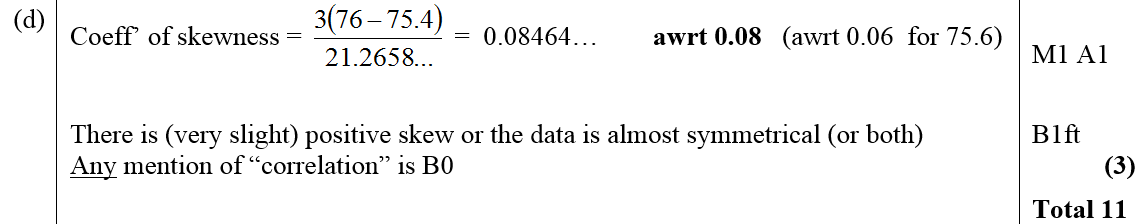 (d) Coeff’ of skewness = 3(76 – 75.4) / 21.2658... = 0.08464… awrt 0.08 (awrt 0.06 for 75.6) M1 A1
There is (very slight) positive skew or the data is almost symmetrical (or both) B1ft
Any mention of “correlation” is B0
(3)
Total 11